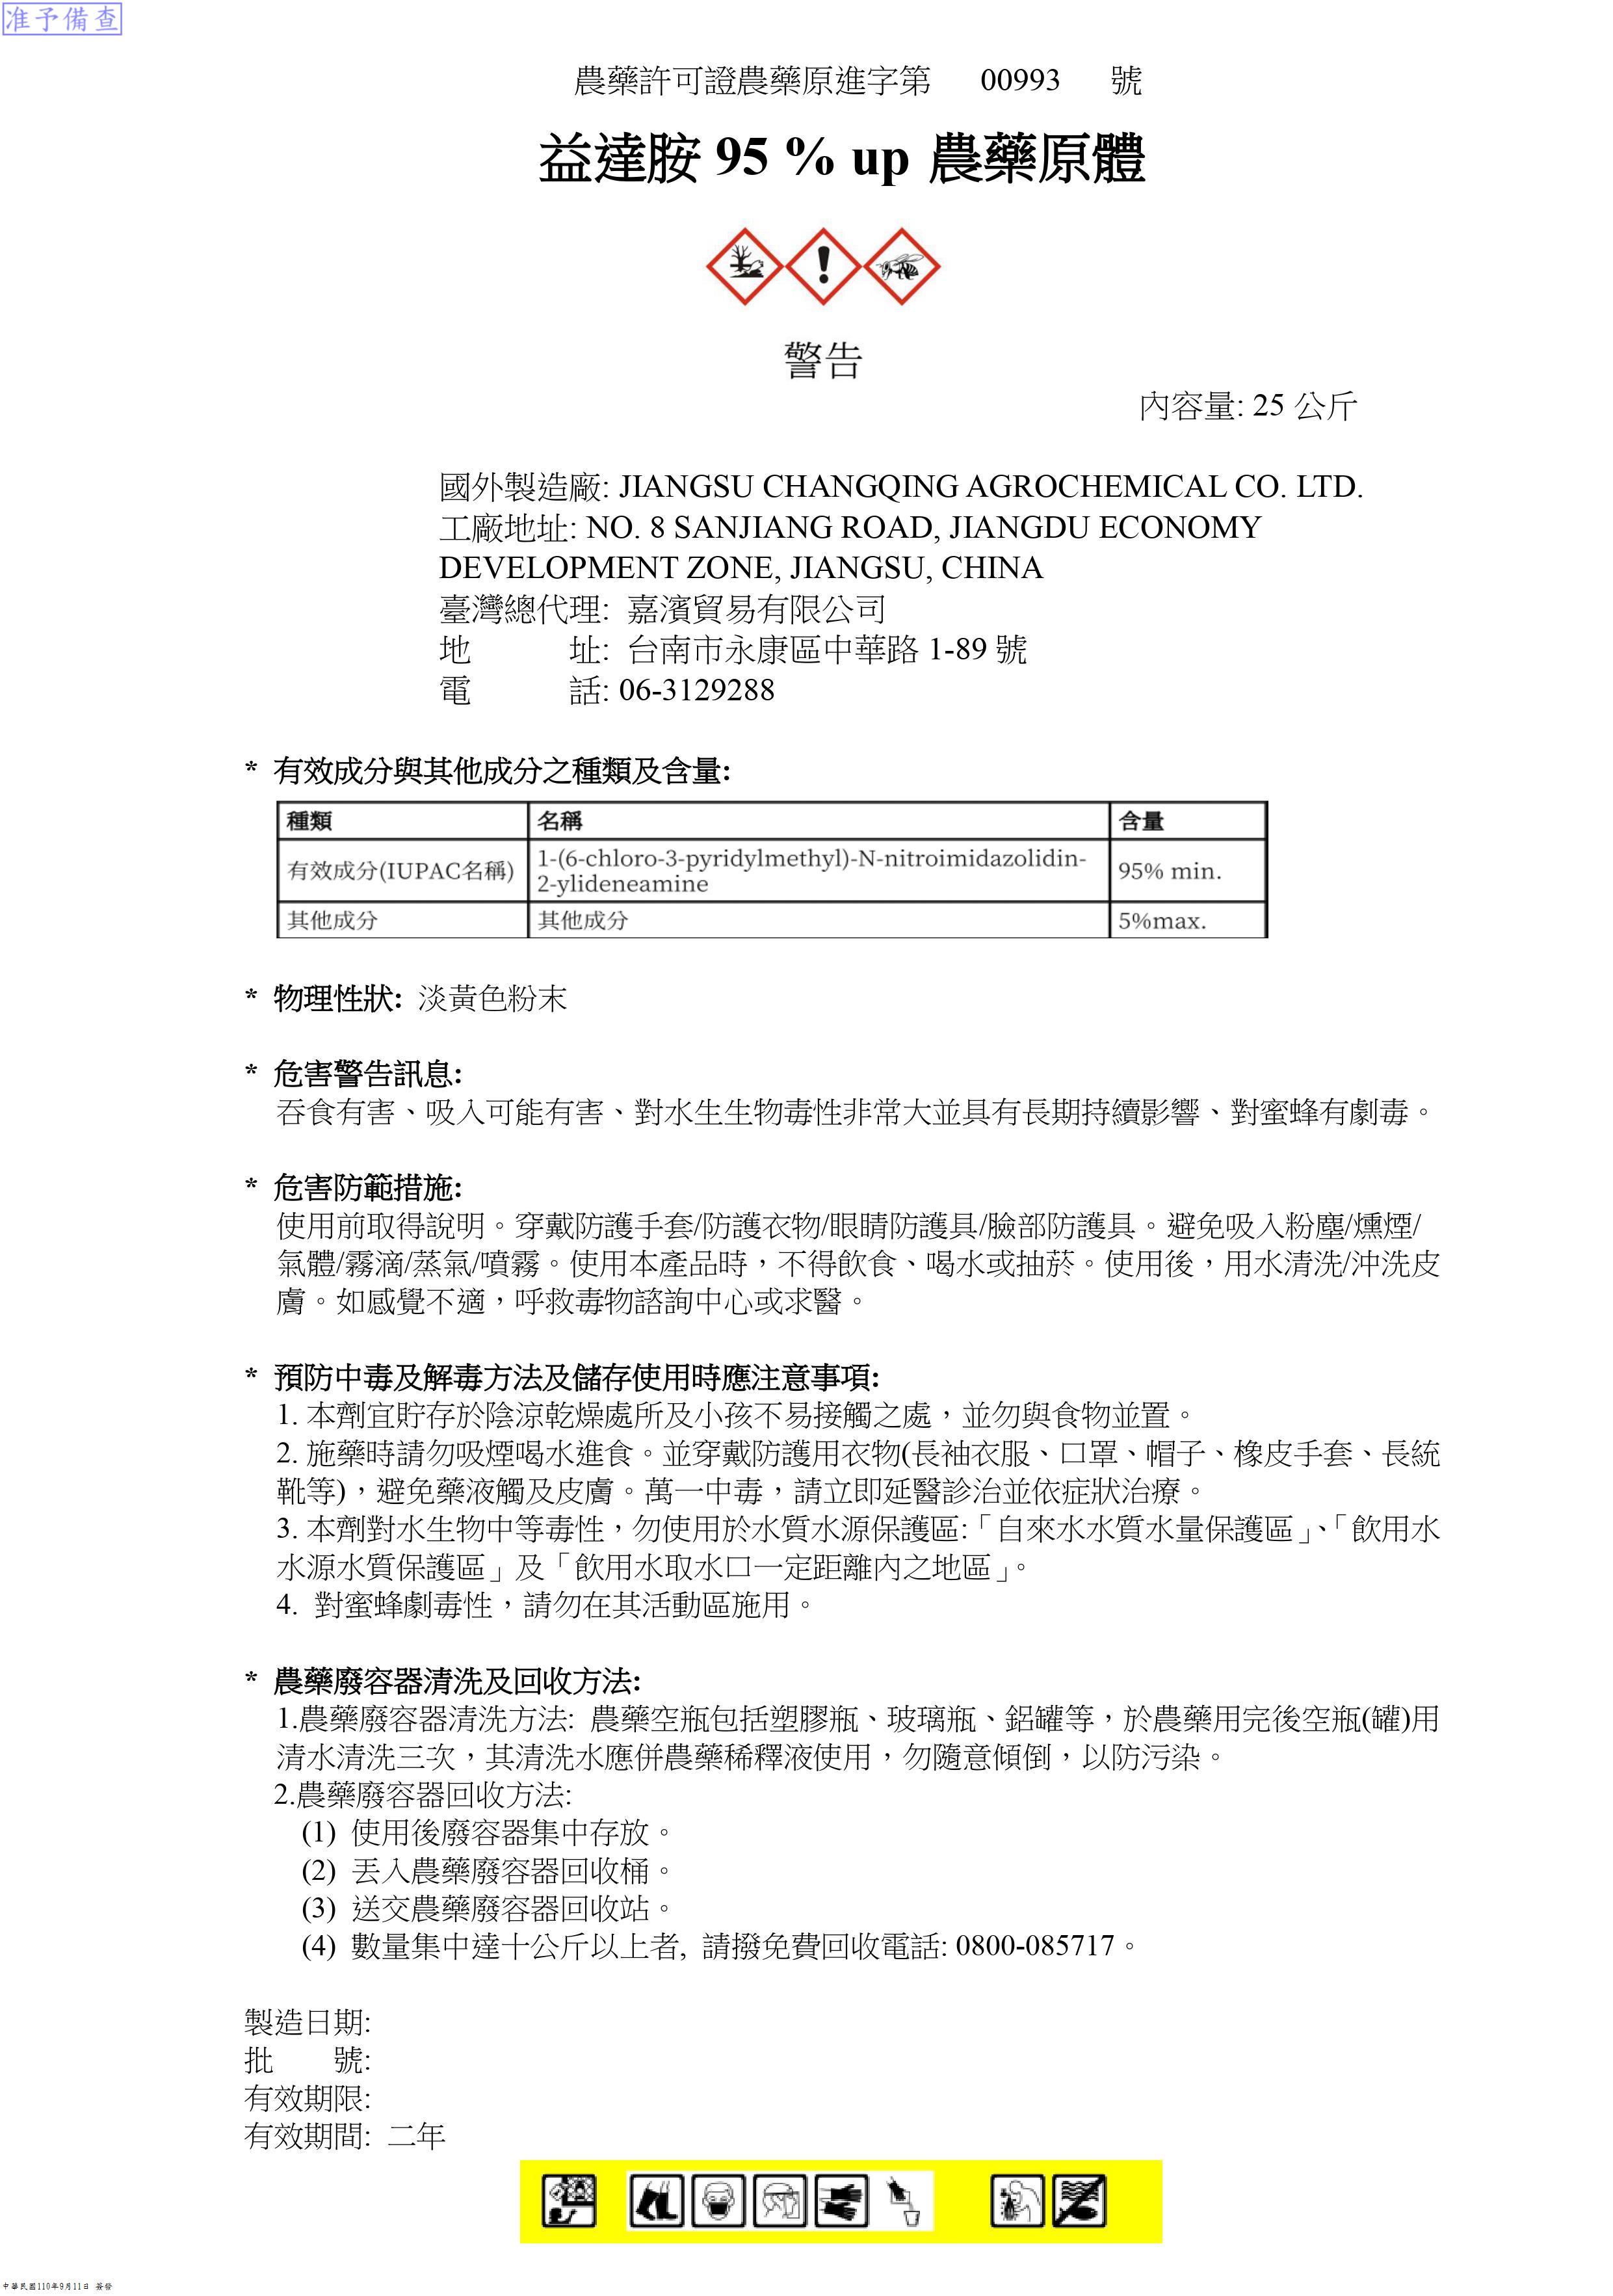 准予備查
農藥許可證農藥原進字第 00993 號
益達胺 95 % up 農藥原體
警告
內容量: 25 公斤
國外製造廠: JIANGSU CHANGQING AGROCHEMICAL CO. LTD.
工廠地址: NO. 8 SANJIANG ROAD, JIANGDU ECONOMY
DEVELOPMENT ZONE, JIANGSU, CHINA
臺灣總代理: 嘉濱貿易有限公司
地 址: 台南市永康區中華路 1-89 號
電 話: 06-3129288
* 有效成分與其他成分之種類及含量:
種類 名稱 含量
有效成分(IUPAC名稱) 1-(6-chloro-3-pyridylmethyl)-N-nitroimidazolidin-
2-ylideneamine 95% min.
其他成分 其他成分 5%max.
* 物理性狀: 淡黃色粉末
* 危害警告訊息:
吞食有害、吸入可能有害、對水生生物毒性非常大並具有長期持續影響、對蜜蜂有劇毒。
* 危害防範措施:
使用前取得說明。穿戴防護手套/防護衣物/眼睛防護具/臉部防護具。避免吸入粉塵/燻煙/
氣體/霧滴/蒸氣/噴霧。使用本產品時，不得飲食、喝水或抽菸。使用後，用水清洗/沖洗皮
膚。如感覺不適，呼救毒物諮詢中心或求醫。
* 預防中毒及解毒方法及儲存使用時應注意事項:
1. 本劑宜貯存於陰涼乾燥處所及小孩不易接觸之處，並勿與食物並置。
2. 施藥時請勿吸煙喝水進食。並穿戴防護用衣物(長袖衣服、口罩、帽子、橡皮手套、長統
靴等)，避免藥液觸及皮膚。萬一中毒，請立即延醫診治並依症狀治療。
3. 本劑對水生物中等毒性，勿使用於水質水源保護區:「自來水水質水量保護區」、「飲用水
水源水質保護區」及「飲用水取水口一定距離內之地區」。
4. 對蜜蜂劇毒性，請勿在其活動區施用。
* 農藥廢容器清洗及回收方法:
1.農藥廢容器清洗方法: 農藥空瓶包括塑膠瓶、玻璃瓶、鋁罐等，於農藥用完後空瓶(罐)用
清水清洗三次，其清洗水應併農藥稀釋液使用，勿隨意傾倒，以防污染。
2.農藥廢容器回收方法:
(1) 使用後廢容器集中存放。
(2) 丟入農藥廢容器回收桶。
(3) 送交農藥廢容器回收站。
(4) 數量集中達十公斤以上者, 請撥免費回收電話: 0800-085717。
製造日期:
批 號:
有效期限:
有效期間: 二年
中華民國110年9月11日 簽發